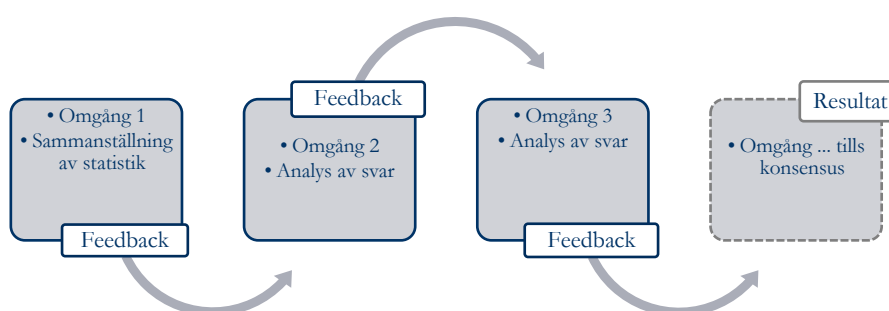 • Omgång 1
• Sammanställning
av statistik
Feedback
Feedback
• Omgång 2
• Analys av svar
• Omgång 3
• Analys av svar
Feedback
Resultat
• Omgång ... tills
konsensus